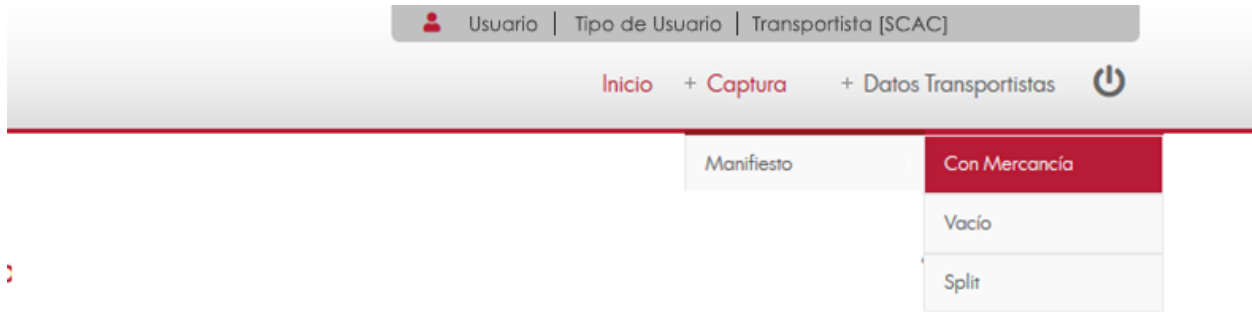 Usuario | Tipo de Usuario | Transportista [SCAC]
Inicio + Captura + Datos Transportistas
Manifiesto Con Mercancía
Vacío
Split